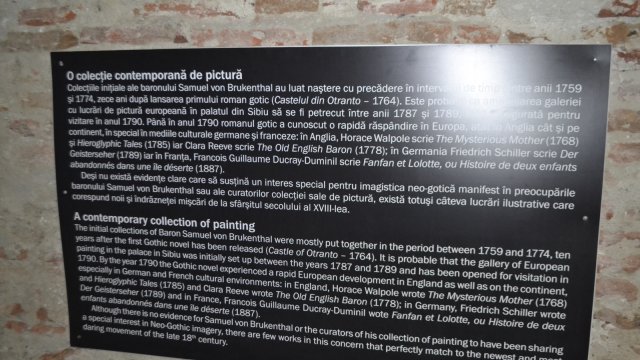 O colecție contemporană de pictură
Colecțiile inițiale ale baronului Samuel von Brukenthal au luat naștere cu precădere în intervalul de timp dintre anii 1759
și 1774, zece ani după lansarea primului roman gotic (Castelul din Otranto – 1764). Este probabil ca amenajarea galeriei
cu lucrări de pictură europeană în palatul din Sibiu să se fi petrecut între anii 1787 și 1789, pentru
vizitare în anul 1790. Până în anul 1790 romanul gotic a cunoscut o rapidă răspândire în Europa, atât în Anglia cât și pe
continent, în special în mediile culturale germane și franceze: în Anglia, Horace Walpole scrie The Mysterious Mother (1768)
și Hieroglyphic Tales (1785) iar Clara Reeve scrie The Old English Baron (1778); în Germania Friedrich Schiller scrie Der
Geisterseher (1789) iar în Franța, Francois Guillaume Ducray-Duminil scrie Fanfan et Lolotte, ou Histoire de deux enfants
abandonnés dans une île déserte (1887).
Deși nu există evidențe clare care să susțină un interes special pentru imagistica neo-gotică manifest în preocupările
baronului Samuel von Brukenthal sau ale curatorilor colecției sale de pictură, există totuși câteva lucrări ilustrative care
corespund noii și îndrăzneței mișcări de la sfârșitul secolului al XVIII-lea.
A contemporary collection of painting
The initial collections of Baron Samuel von Brukenthal were mostly put together in the period between 1759 and 1774, ten
years after the first Gothic novel has been released (Castle of Otranto – 1764). It is probable that the gallery of European
painting in the palace in Sibiu was initially set up between the years 1787 and 1789 and has been opened for visitation in
1790. By the year 1790 the Gothic novel experienced a rapid European development in England as well as on the continent,
especially in German and French cultural environments: in England, Horace Walpole wrote The Mysterious Mother (1768)
and Hieroglyphic Tales (1785) and Clara Reeve wrote The Old English Baron (1778); in Germany, Friedrich Schiller wrote
Der Geisterseher (1789) and in France, Francois Guillaume Ducray-Duminil wrote Fanfan et Lolotte, ou Histoire de deux
enfants abandonnés dans une île déserte (1887).
Although there is no evidence for Samuel von Brukenthal or the curators of his collection of painting to have been sharing
a special interest in Neo-Gothic imagery, there are few works in this concern that perfectly match to the newest and most
daring movement of the late 18th century.